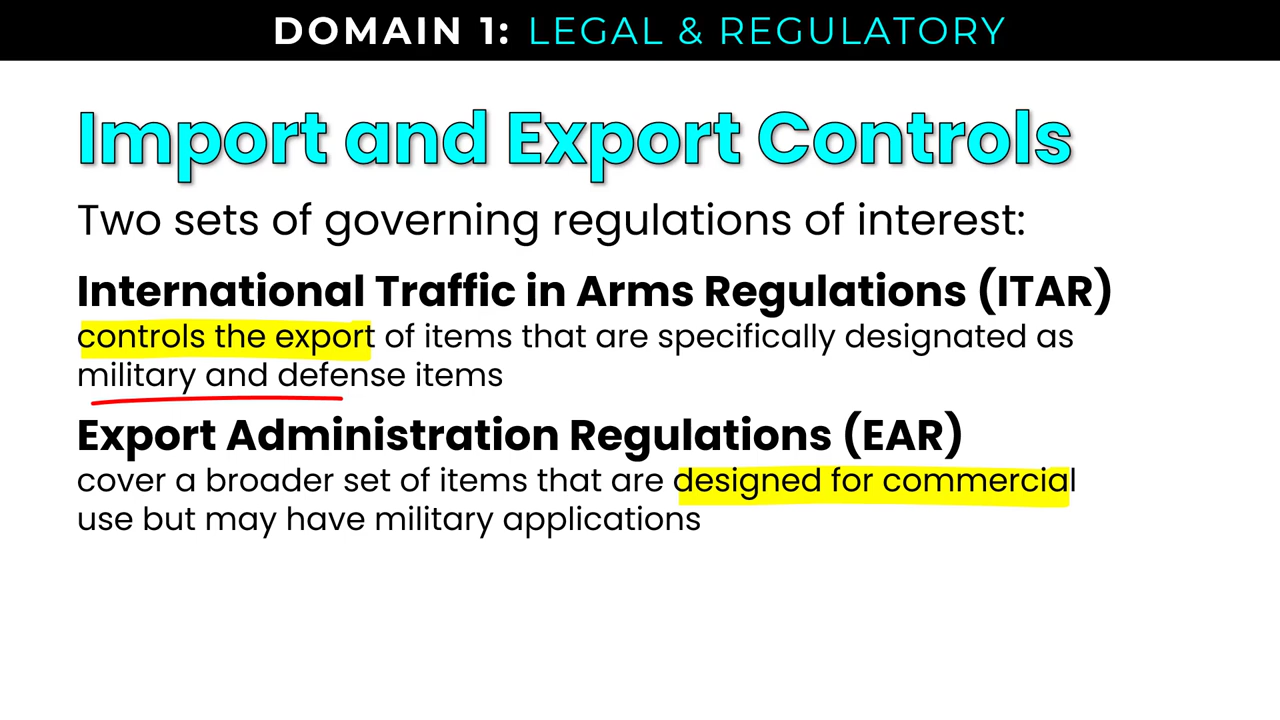 DOMAIN 1: LEGAL & REGULATORY
Import and Export Controls
Two sets of governing regulations of interest:
International Traffic in Arms Regulations (ITAR)
controls the export of items that are specifically designated as
military and defense items
Export Administration Regulations (EAR)
cover a broader set of items that are designed for commercial
use but may have military applications